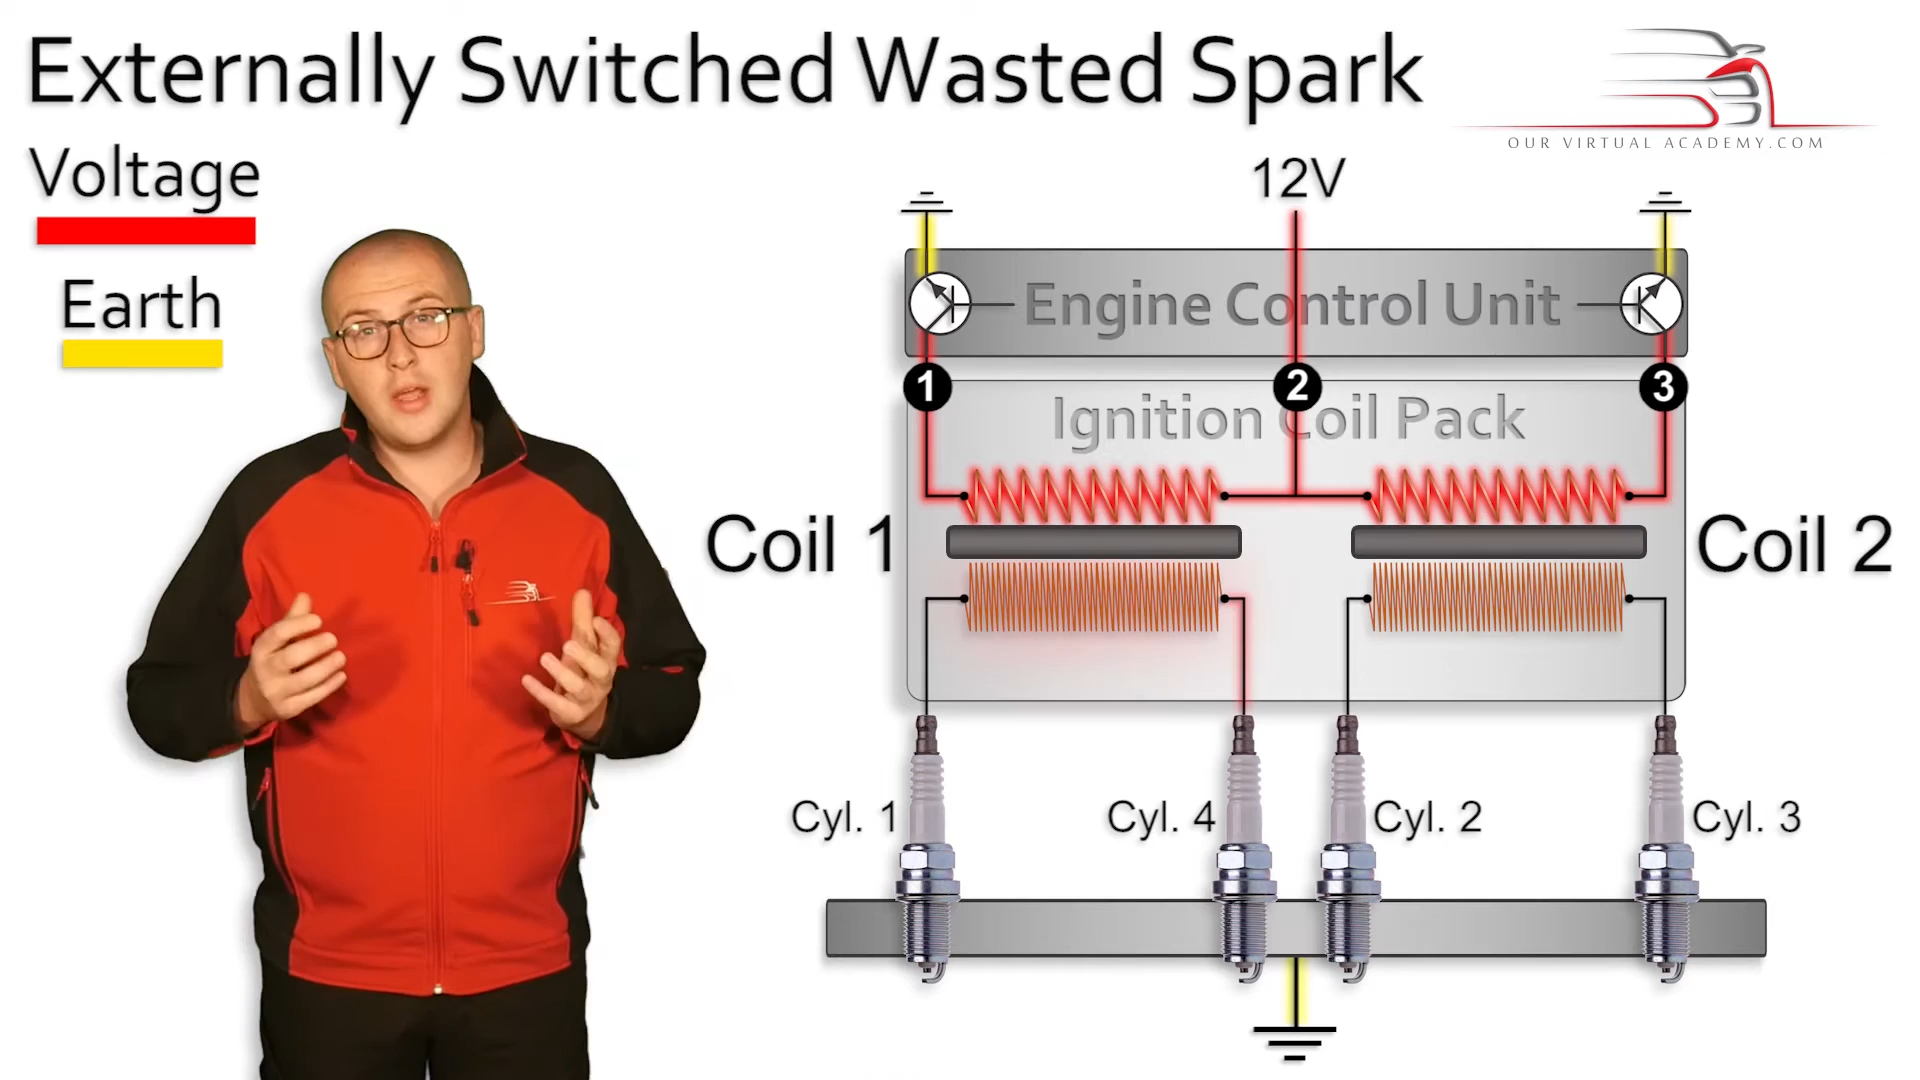 Externally Switched Wasted Spark
OUR VIRTUAL ACADEMY.COM
Voltage
Earth
12V
Engine Control Unit
1 2 3
Ignition Coil Pack
Coil 1
Coil 2
Cyl. 1
Cyl. 4
Cyl. 2
Cyl. 3